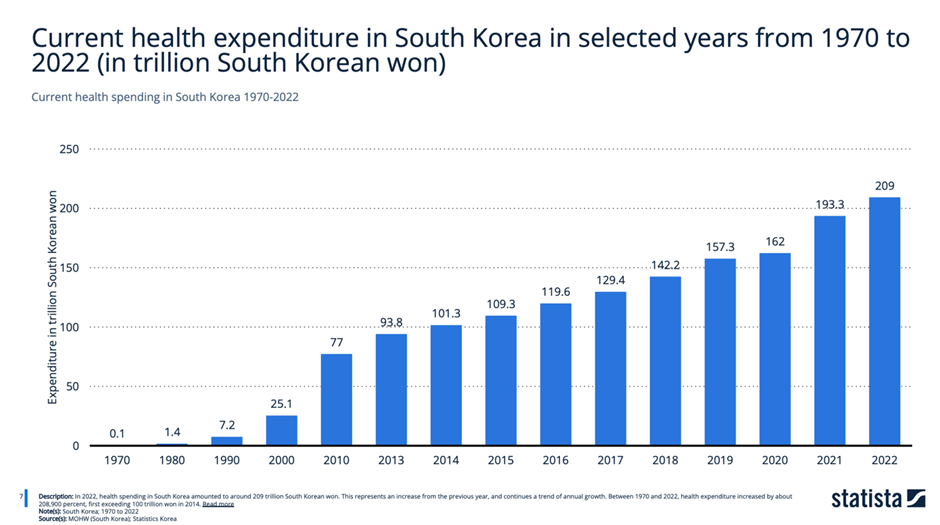 Current health expenditure in South Korea in selected years from 1970 to
2022 (in trillion South Korean won)
Current health spending in South Korea 1970-2022
Expenditure in trillion South Korean won
250
200
150
100
50
0
0.1
1.4
7.2
25.1
77
93.8
101.3
109.3
119.6
129.4
142.2
157.3
162
193.3
209
1970 1980 1990 2000 2010 2013 2014 2015 2016 2017 2018 2019 2020 2021 2022
7
Description: In 2022, health spending in South Korea amounted to around 209 trillion South Korean won. This represents an increase from the previous year, and continues a trend of annual growth. Between 1970 and 2022, health expenditure increased by about
208,900 percent, first exceeding 100 trillion won in 2014. Read more
Note(s): South Korea; 1970 to 2022
Source(s): MOHW (South Korea); Statistics Korea
statista